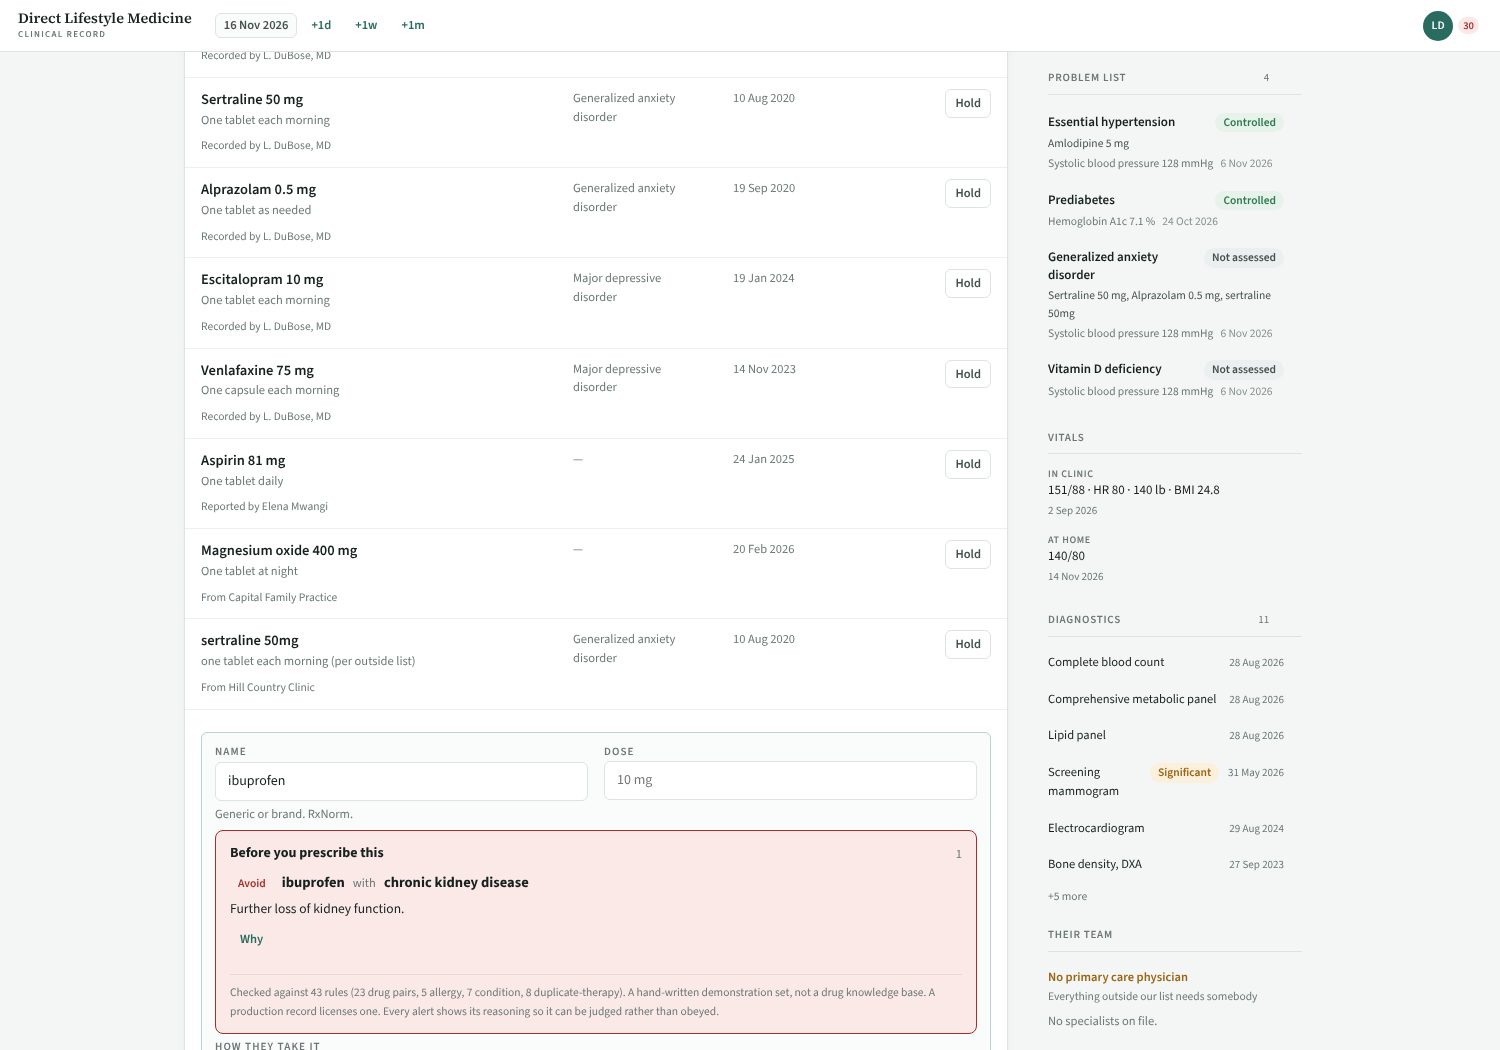 Direct Lifestyle Medicine
CLINICAL RECORD
16 Nov 2026
+1d
+1w
+1m
LD
30
Recorded by L. DuBose, MD
Sertraline 50 mg
One tablet each morning
Recorded by L. DuBose, MD
Generalized anxiety
disorder
10 Aug 2020
Hold
Alprazolam 0.5 mg
One tablet as needed
Recorded by L. DuBose, MD
Generalized anxiety
disorder
19 Sep 2020
Hold
Escitalopram 10 mg
One tablet each morning
Recorded by L. DuBose, MD
Major depressive
disorder
19 Jan 2024
Hold
Venlafaxine 75 mg
One capsule each morning
Recorded by L. DuBose, MD
Major depressive
disorder
14 Nov 2023
Hold
Aspirin 81 mg
One tablet daily
Reported by Elena Mwangi
—
24 Jan 2025
Hold
Magnesium oxide 400 mg
One tablet at night
From Capital Family Practice
—
20 Feb 2026
Hold
sertraline 50mg
one tablet each morning (per outside list)
From Hill Country Clinic
Generalized anxiety
disorder
10 Aug 2020
Hold
NAME
ibuprofen
Generic or brand. RxNorm.
DOSE
10 mg
Before you prescribe this
1
Avoid ibuprofen with chronic kidney disease
Further loss of kidney function.
Why
Checked against 43 rules (23 drug pairs, 5 allergy, 7 condition, 8 duplicate-therapy). A hand-written demonstration set, not a drug knowledge base. A
production record licenses one. Every alert shows its reasoning so it can be judged rather than obeyed.
HOW THEY TAKE IT
PROBLEM LIST
4
Essential hypertension
Controlled
Amlodipine 5 mg
Systolic blood pressure 128 mmHg 6 Nov 2026
Prediabetes
Controlled
Hemoglobin A1c 7.1 % 24 Oct 2026
Generalized anxiety
disorder
Not assessed
Sertraline 50 mg, Alprazolam 0.5 mg, sertraline
50mg
Systolic blood pressure 128 mmHg 6 Nov 2026
Vitamin D deficiency
Not assessed
Systolic blood pressure 128 mmHg 6 Nov 2026
VITALS
IN CLINIC
151/88 · HR 80 · 140 lb · BMI 24.8
2 Sep 2026
AT HOME
140/80
14 Nov 2026
DIAGNOSTICS
11
Complete blood count
28 Aug 2026
Comprehensive metabolic panel
28 Aug 2026
Lipid panel
28 Aug 2026
Screening
mammogram
Significant
31 May 2026
Electrocardiogram
29 Aug 2024
Bone density, DXA
27 Sep 2023
+5 more
THEIR TEAM
No primary care physician
Everything outside our list needs somebody
No specialists on file.